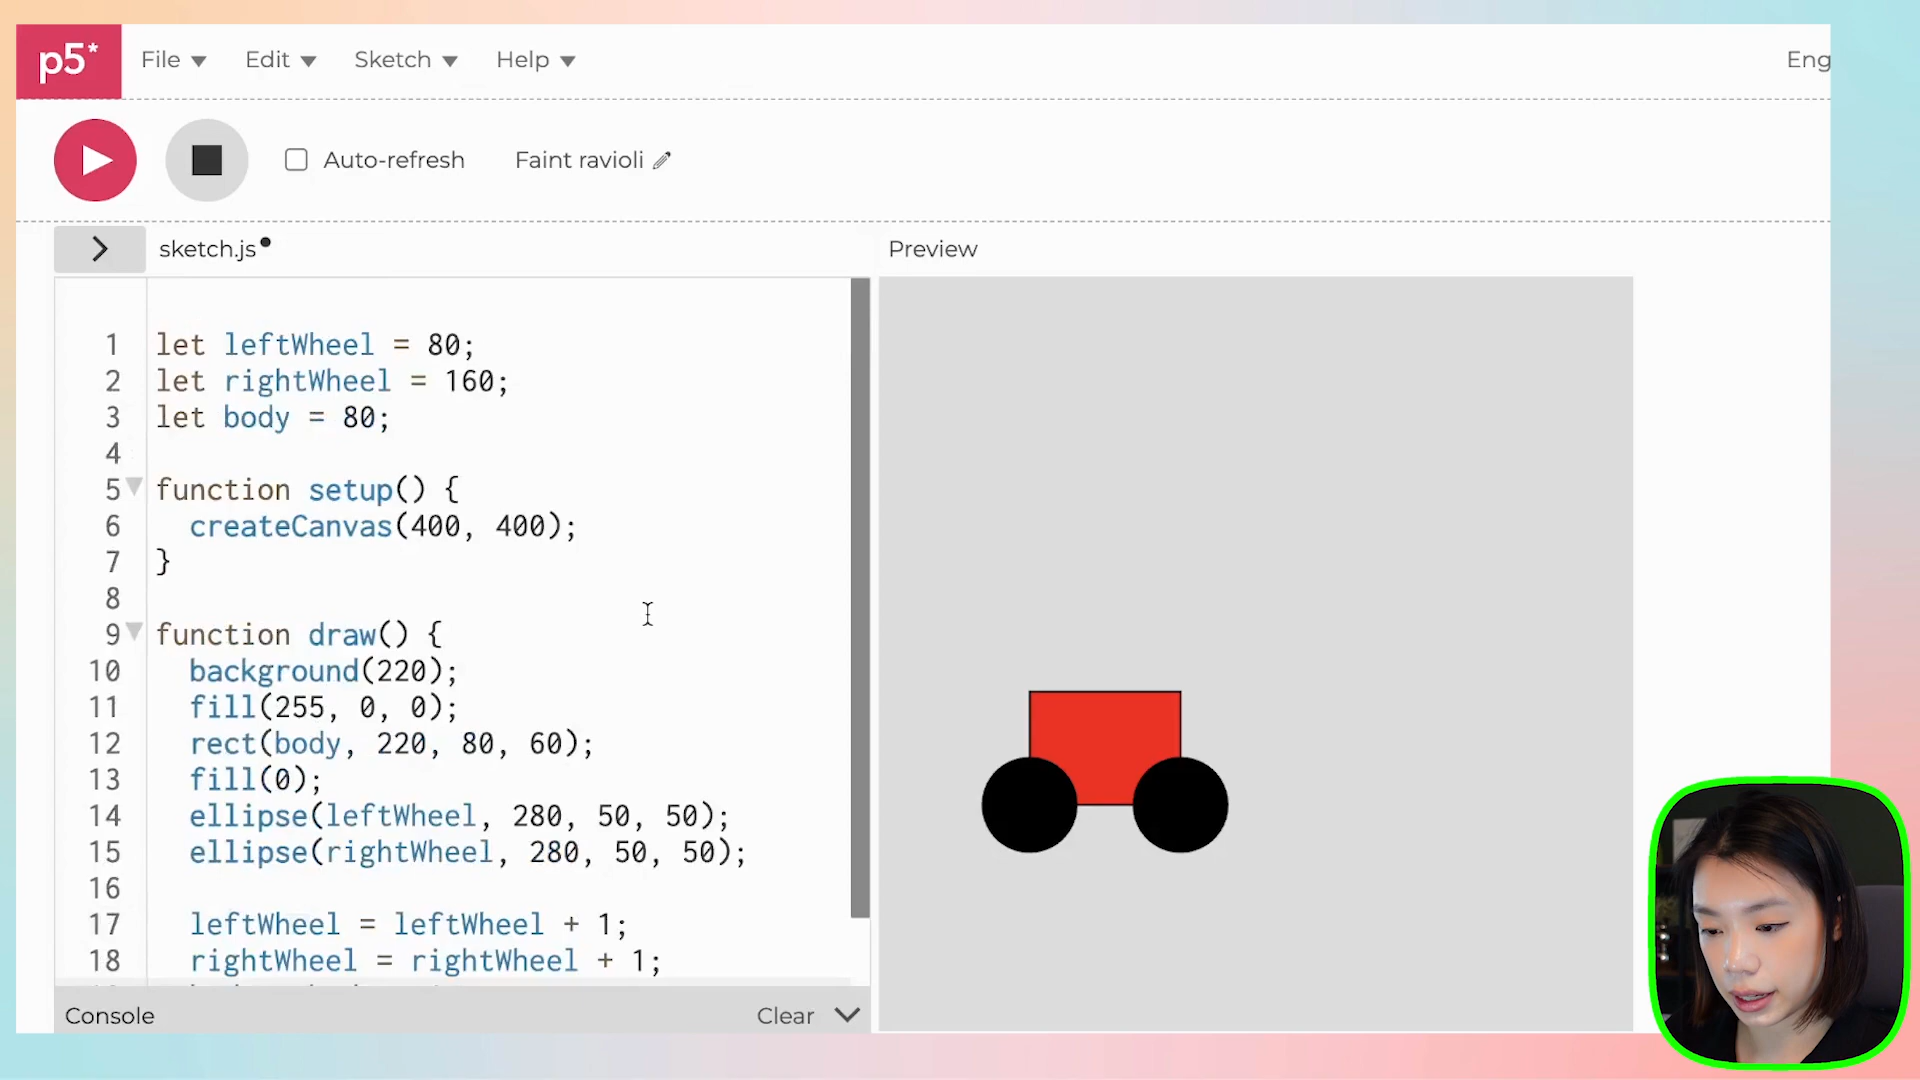 p5* File Edit Sketch Help Eng
Auto-refresh Faint ravioli
sketch.js Preview
1 let leftWheel = 80;
2 let rightWheel = 160;
3 let body = 80;
4
5 function setup() {
6 createCanvas(400, 400);
7 }
8
9 function draw() {
10 background(220);
11 fill(255, 0, 0);
12 rect(body, 220, 80, 60);
13 fill(0);
14 ellipse(leftWheel, 280, 50, 50);
15 ellipse(rightWheel, 280, 50, 50);
16
17 leftWheel = leftWheel + 1;
18 rightWheel = rightWheel + 1;
Console Clear